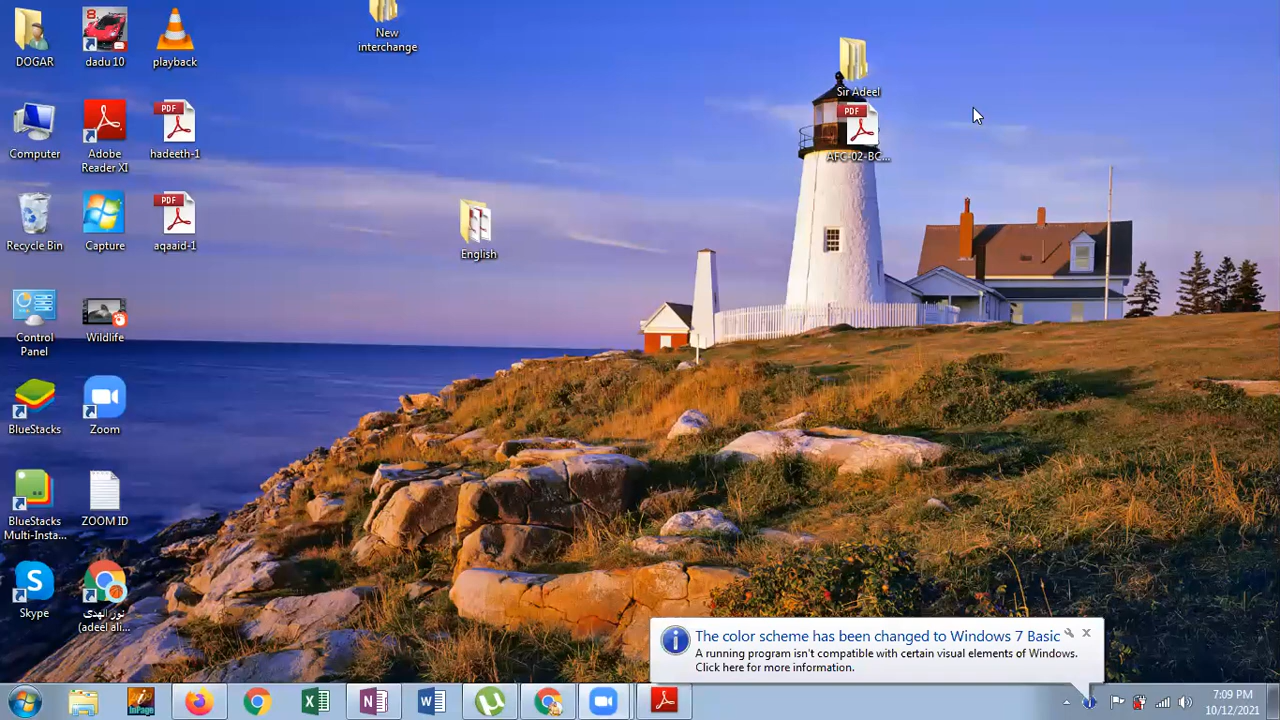 DOGAR
dadu 10
playback
New
interchange
Sir Adeel
Computer
Adobe
Reader XI
PDF
hadeeth-1
PDF
AFC-02-BC...
Recycle Bin
Capture
PDF
aqaaid-1
English
Control
Panel
Wildlife
BlueStacks
Zoom
BlueStacks
Multi-Insta...
ZOOM ID
Skype
نور الهدى
(adeel ali...
The color scheme has been changed to Windows 7 Basic
A running program isn't compatible with certain visual elements of Windows.
Click here for more information.
InPage
7:09 PM
10/12/2021